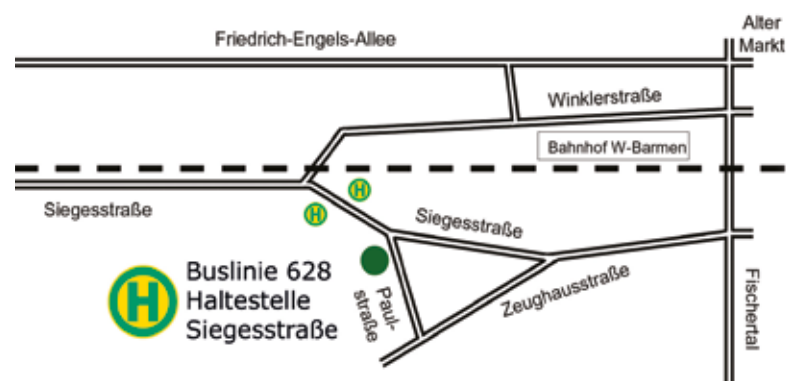 Alter
Markt
Friedrich-Engels-Allee
Winklerstraße
Bahnhof W-Barmen
H
Siegesstraße
H
Siegesstraße
H
Buslinie 628
Haltestelle
Siegesstraße
Paul-
straße
Zeughausstraße
Fischertal